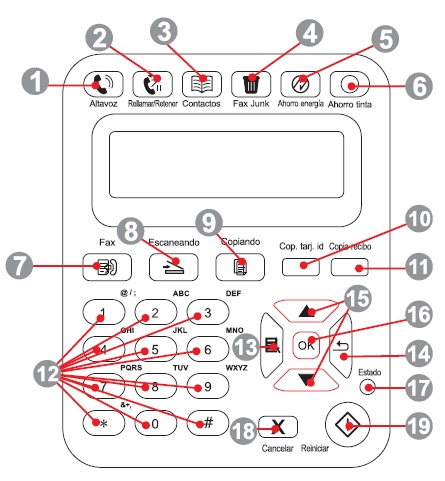 1 2 3 4 5 6
Altavoz Rellamar/Retener Contactos Fax Junk Ahorro energía Ahorro tinta
7 8 9 10 11
Fax Escaneando Copiando Cop. tarj. id Copia recibo
@ / ; ABC DEF
1 2 3
GHI JKL MNO
4 5 6
PQRS TUV WXYZ
7 8 9
&+,
* 0 #
12
13 OK 14
15
16
Estado
17
18 X 19
Cancelar Reiniciar